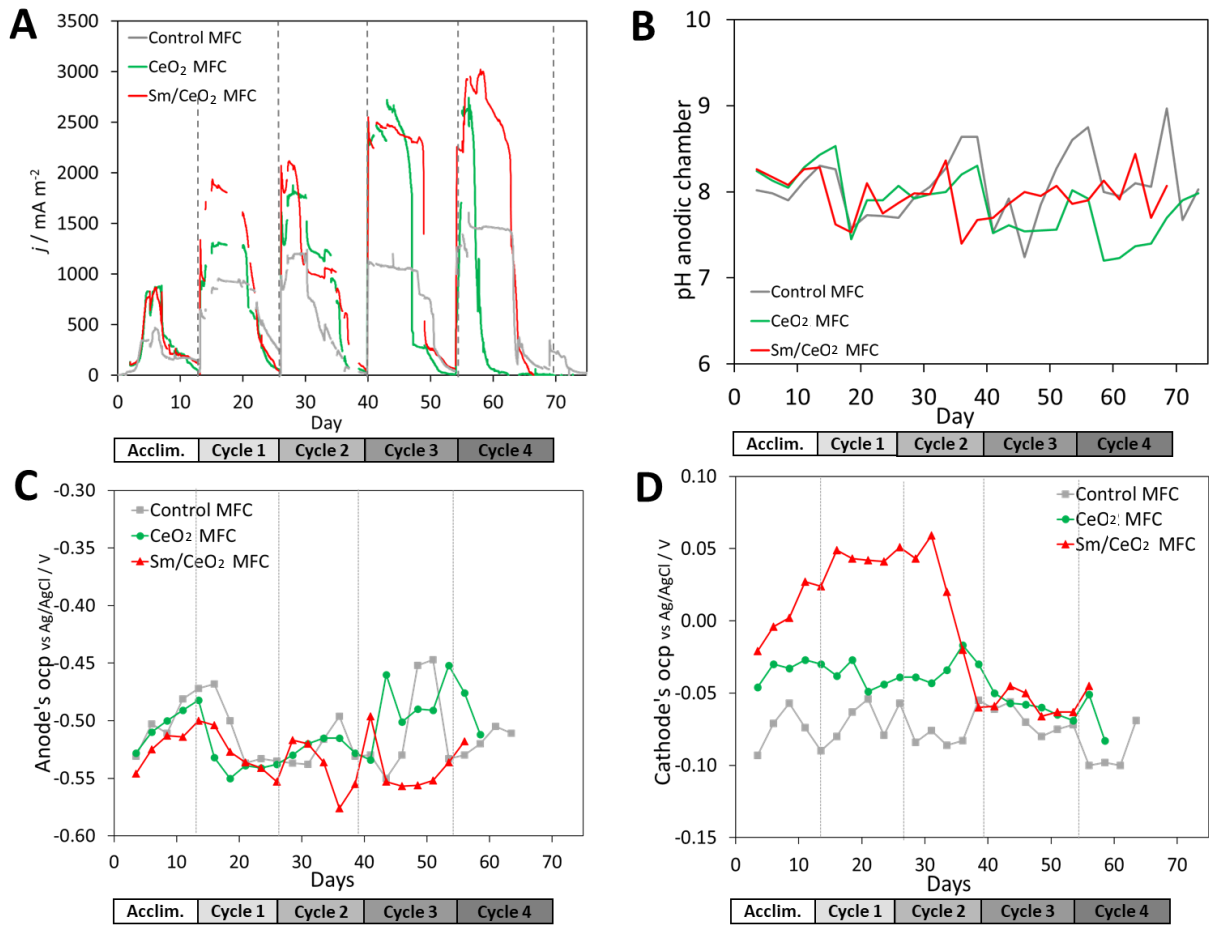 A
3500
3000
2500
2000
1500
1000
500
0
j / mA m-2
Control MFC
CeO2 MFC
Sm/CeO2 MFC
0 10 20 30 40 50 60 70
Day
Acclim. Cycle 1 Cycle 2 Cycle 3 Cycle 4
B
10
9
8
7
6
pH anodic chamber
Control MFC
CeO2 MFC
Sm/CeO2 MFC
0 10 20 30 40 50 60 70
Day
Acclim. Cycle 1 Cycle 2 Cycle 3 Cycle 4
C
-0.30
-0.35
-0.40
-0.45
-0.50
-0.55
-0.60
Anode's ocp vs Ag/AgCl / V
Control MFC
CeO2 MFC
Sm/CeO2 MFC
0 10 20 30 40 50 60 70
Days
Acclim. Cycle 1 Cycle 2 Cycle 3 Cycle 4
D
0.10
0.05
0.00
-0.05
-0.10
-0.15
Cathode's ocp vs Ag/AgCl / V
Control MFC
CeO2 MFC
Sm/CeO2 MFC
0 10 20 30 40 50 60 70
Days
Acclim. Cycle 1 Cycle 2 Cycle 3 Cycle 4